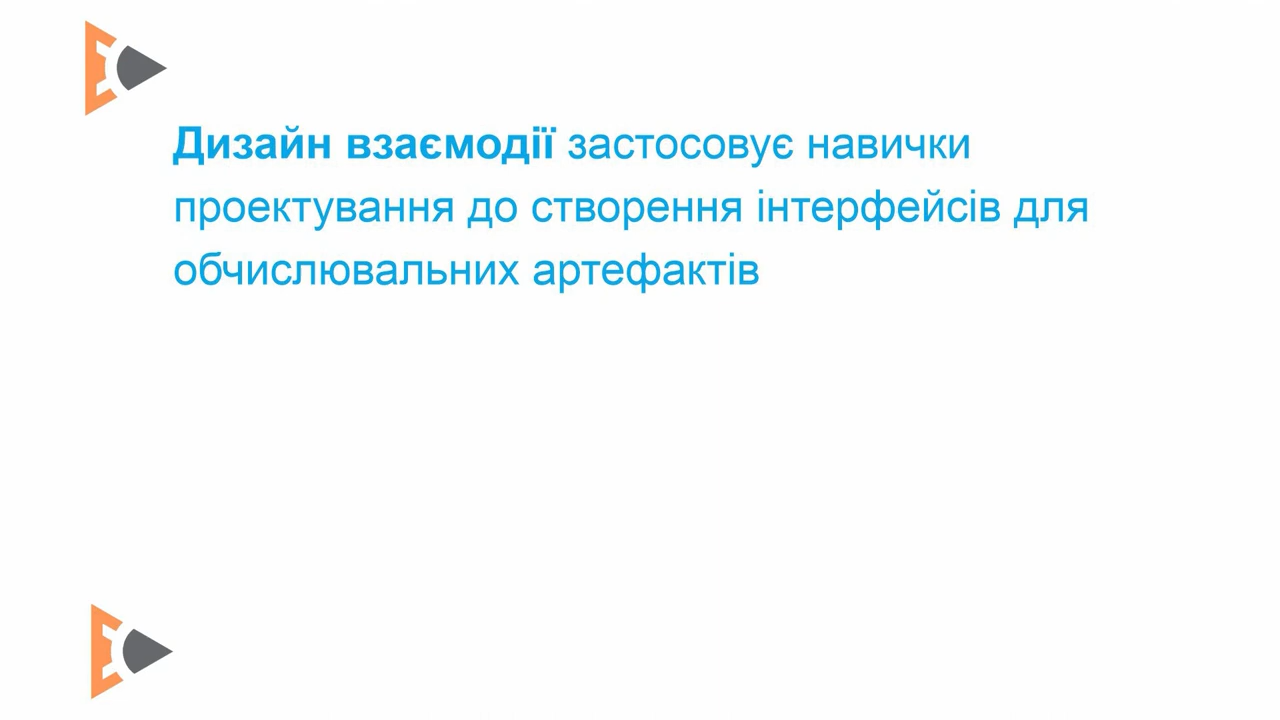 Дизайн взаємодії застосовує навички
проектування до створення інтерфейсів для
обчислювальних артефактів